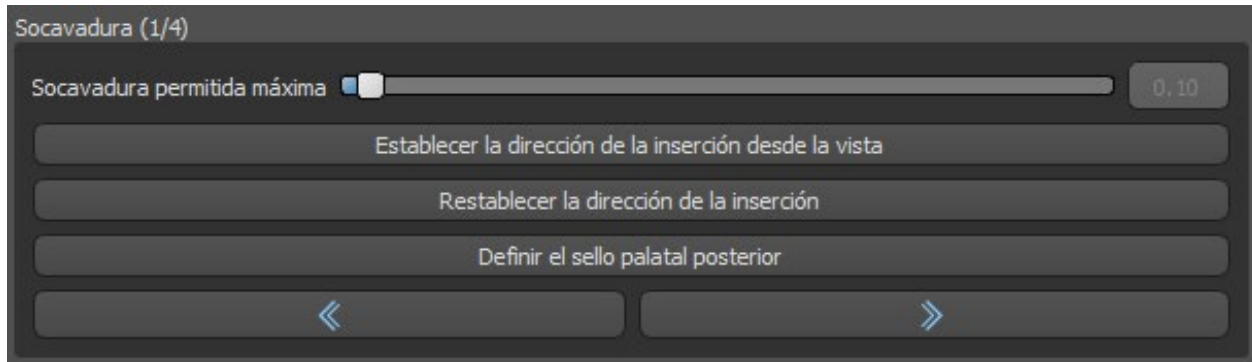 Socavadura (1/4)
Socavadura permitida máxima 0.10
Establecer la dirección de la inserción desde la vista
Restablecer la dirección de la inserción
Definir el sello palatal posterior